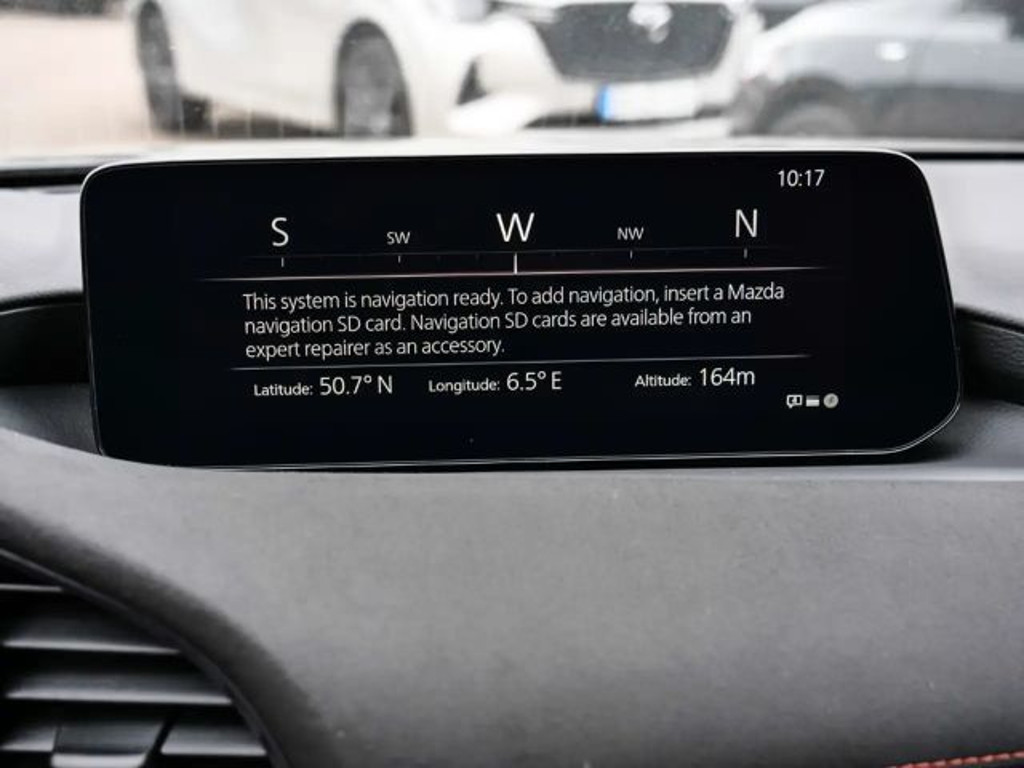 10:17
S SW W NW N
This system is navigation ready. To add navigation, insert a Mazda
navigation SD card. Navigation SD cards are available from an
expert repairer as an accessory.
Latitude: 50.7° N Longitude: 6.5° E Altitude: 164m